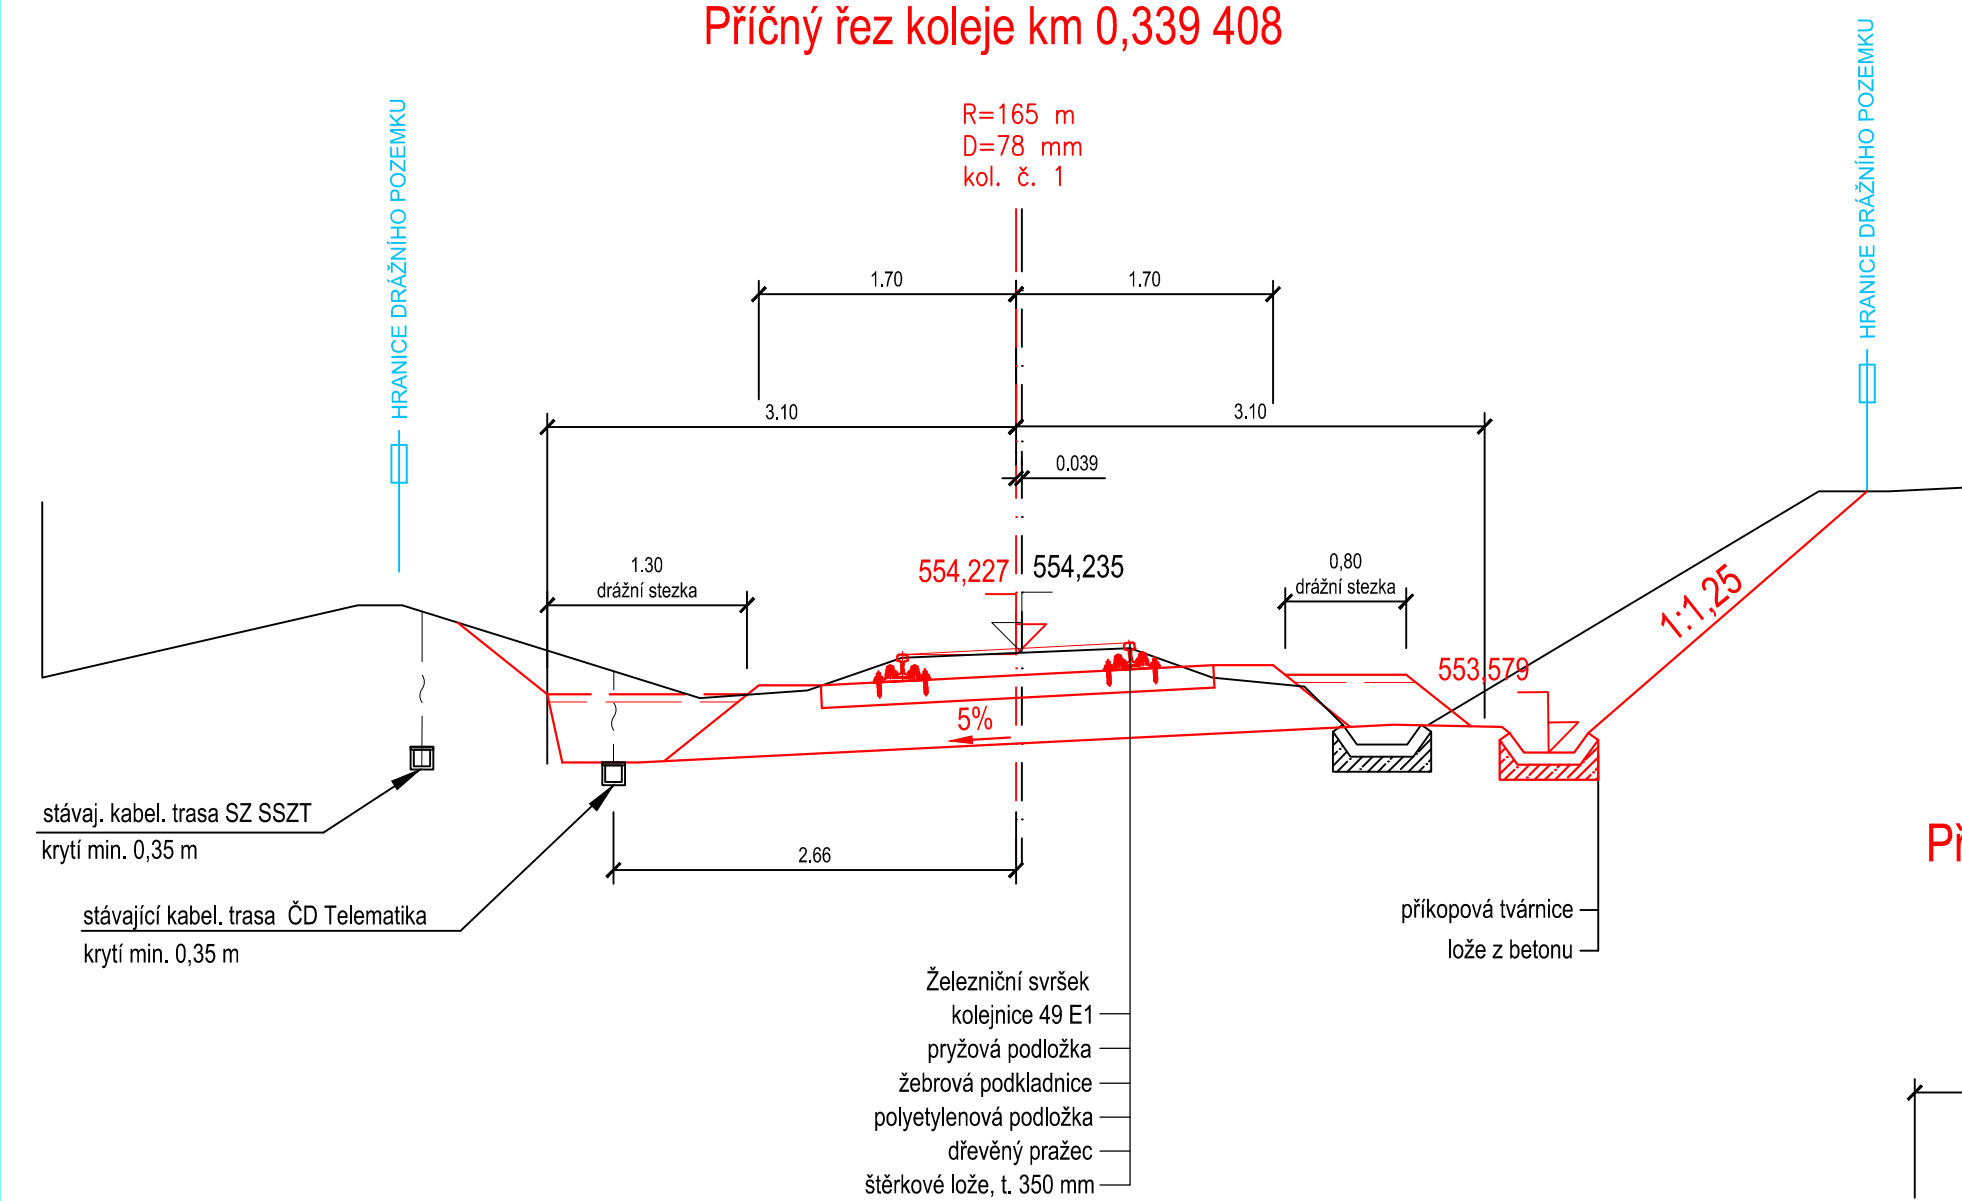 Příčný řez koleje km 0,339 408
HRANICE DRÁŽNÍHO POZEMKU
HRANICE DRÁŽNÍHO POZEMKU
R=165 m
D=78 mm
kol. č. 1
1.70
1.70
3.10
3.10
0.039
1.30
drážní stezka
554,227
554,235
0,80
drážní stezka
1:1,25
553,579
5%
stávaj. kabel. trasa SZ SSZT
krytí min. 0,35 m
2.66
stávající kabel. trasa ČD Telematika
krytí min. 0,35 m
příkopová tvárnice
lože z betonu
Př
Železniční svršek
kolejnice 49 E1
pryžová podložka
žebrová podkladnice
polyetylenová podložka
dřevěný pražec
štěrkové lože, t. 350 mm